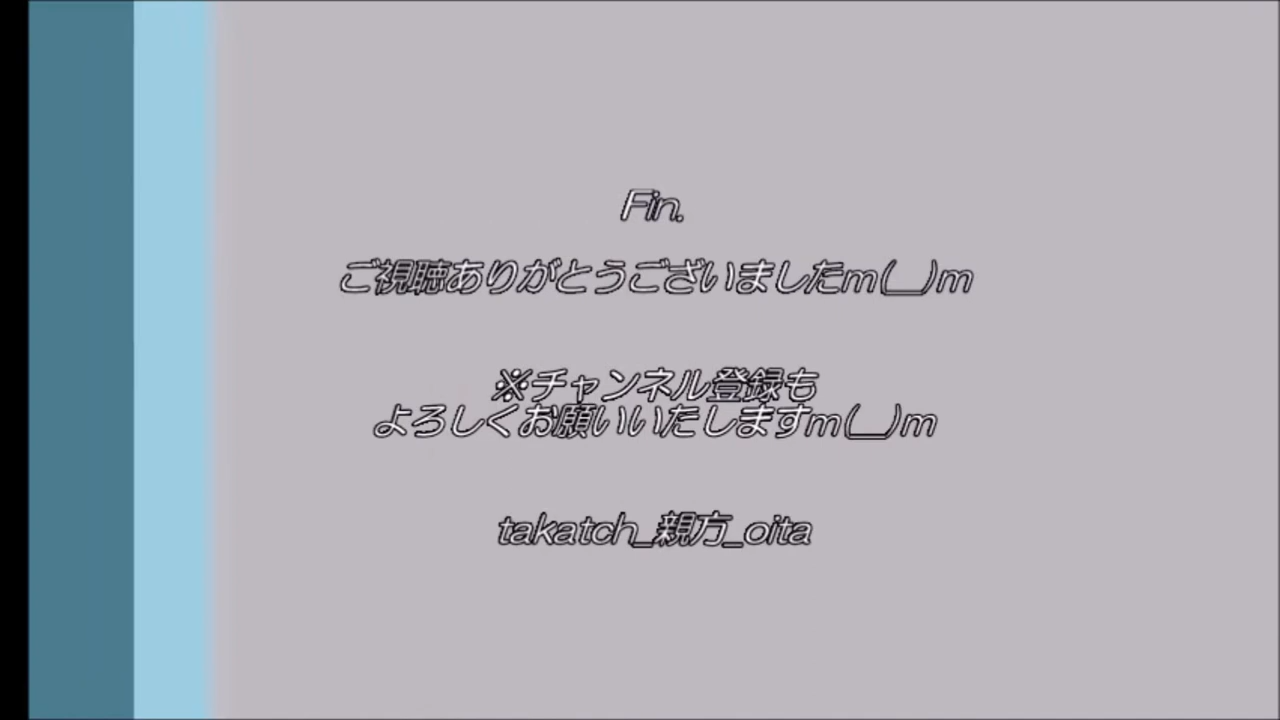 Fin.
ご視聴ありがとうございましたm(__)m
※チャンネル登録も
よろしくお願いいたしますm(__)m
takatch_親方_oita